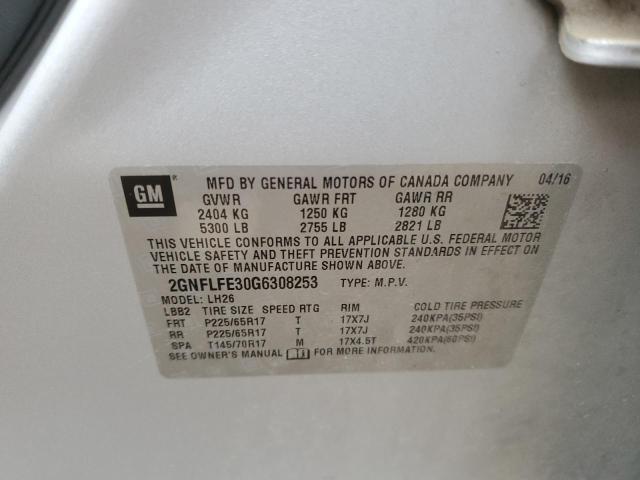 GM ® MFD BY GENERAL MOTORS OF CANADA COMPANY 04/16
GVWR GAWR FRT GAWR RR
2404 KG 1250 KG 1280 KG
5300 LB 2755 LB 2821 LB
THIS VEHICLE CONFORMS TO ALL APPLICABLE U.S. FEDERAL MOTOR
VEHICLE SAFETY AND THEFT PREVENTION STANDARDS IN EFFECT ON
THE DATE OF MANUFACTURE SHOWN ABOVE.
2GNFLFE30G6308253 TYPE: M.P.V.
MODEL: LH26
LBB2 TIRE SIZE SPEED RTG RIM COLD TIRE PRESSURE
FRT P225/65R17 T 17X7J 240KPA(35PSI)
RR P225/65R17 T 17X7J 240KPA(35PSI)
SPA T145/70R17 M 17X4.5T 420KPA(60PSI)
SEE OWNER'S MANUAL FOR MORE INFORMATION.